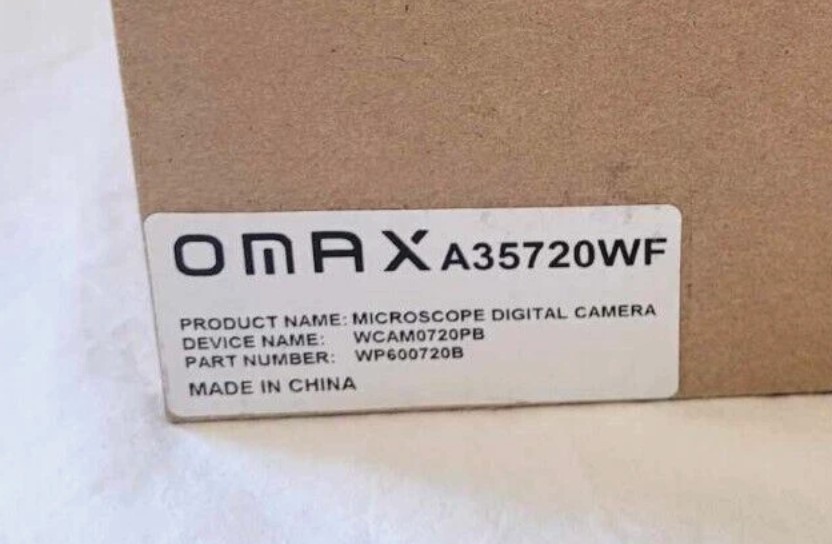 OMAX A35720WF
PRODUCT NAME: MICROSCOPE DIGITAL CAMERA
DEVICE NAME: WCAM0720PB
PART NUMBER: WP600720B
MADE IN CHINA